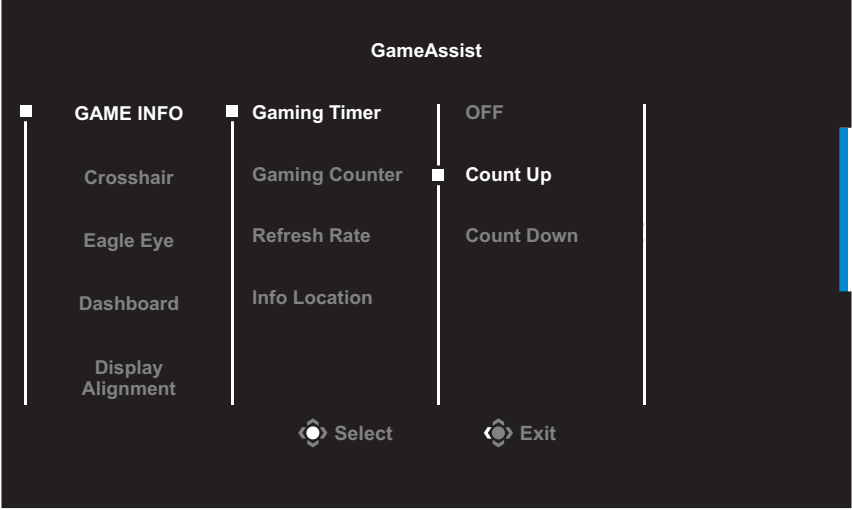 GameAssist
GAME INFO
Crosshair
Eagle Eye
Dashboard
Display
Alignment
Gaming Timer
Gaming Counter
Refresh Rate
Info Location
OFF
Count Up
Count Down
Select
Exit